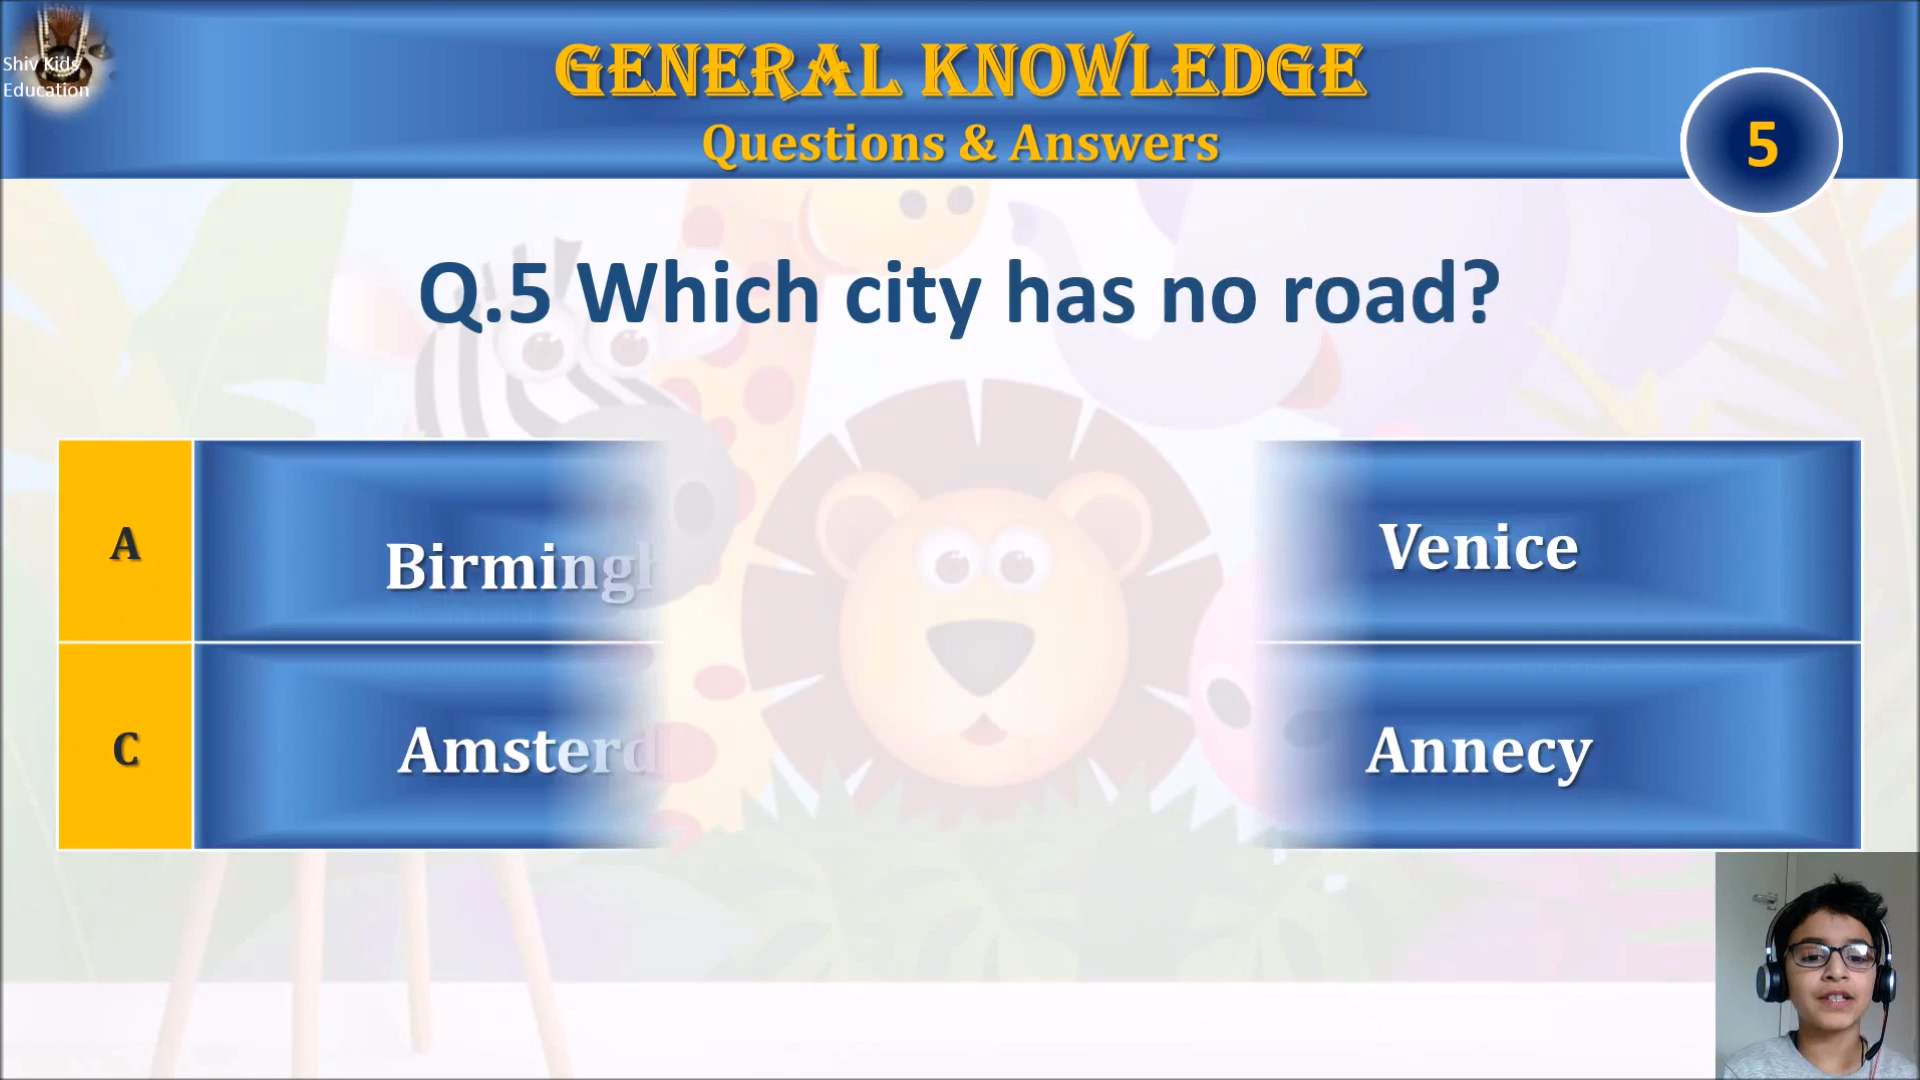 Shiv Kids
Education
GENERAL KNOWLEDGE
Questions & Answers
5
Q.5 Which city has no road?
A
Venice
C
Annecy